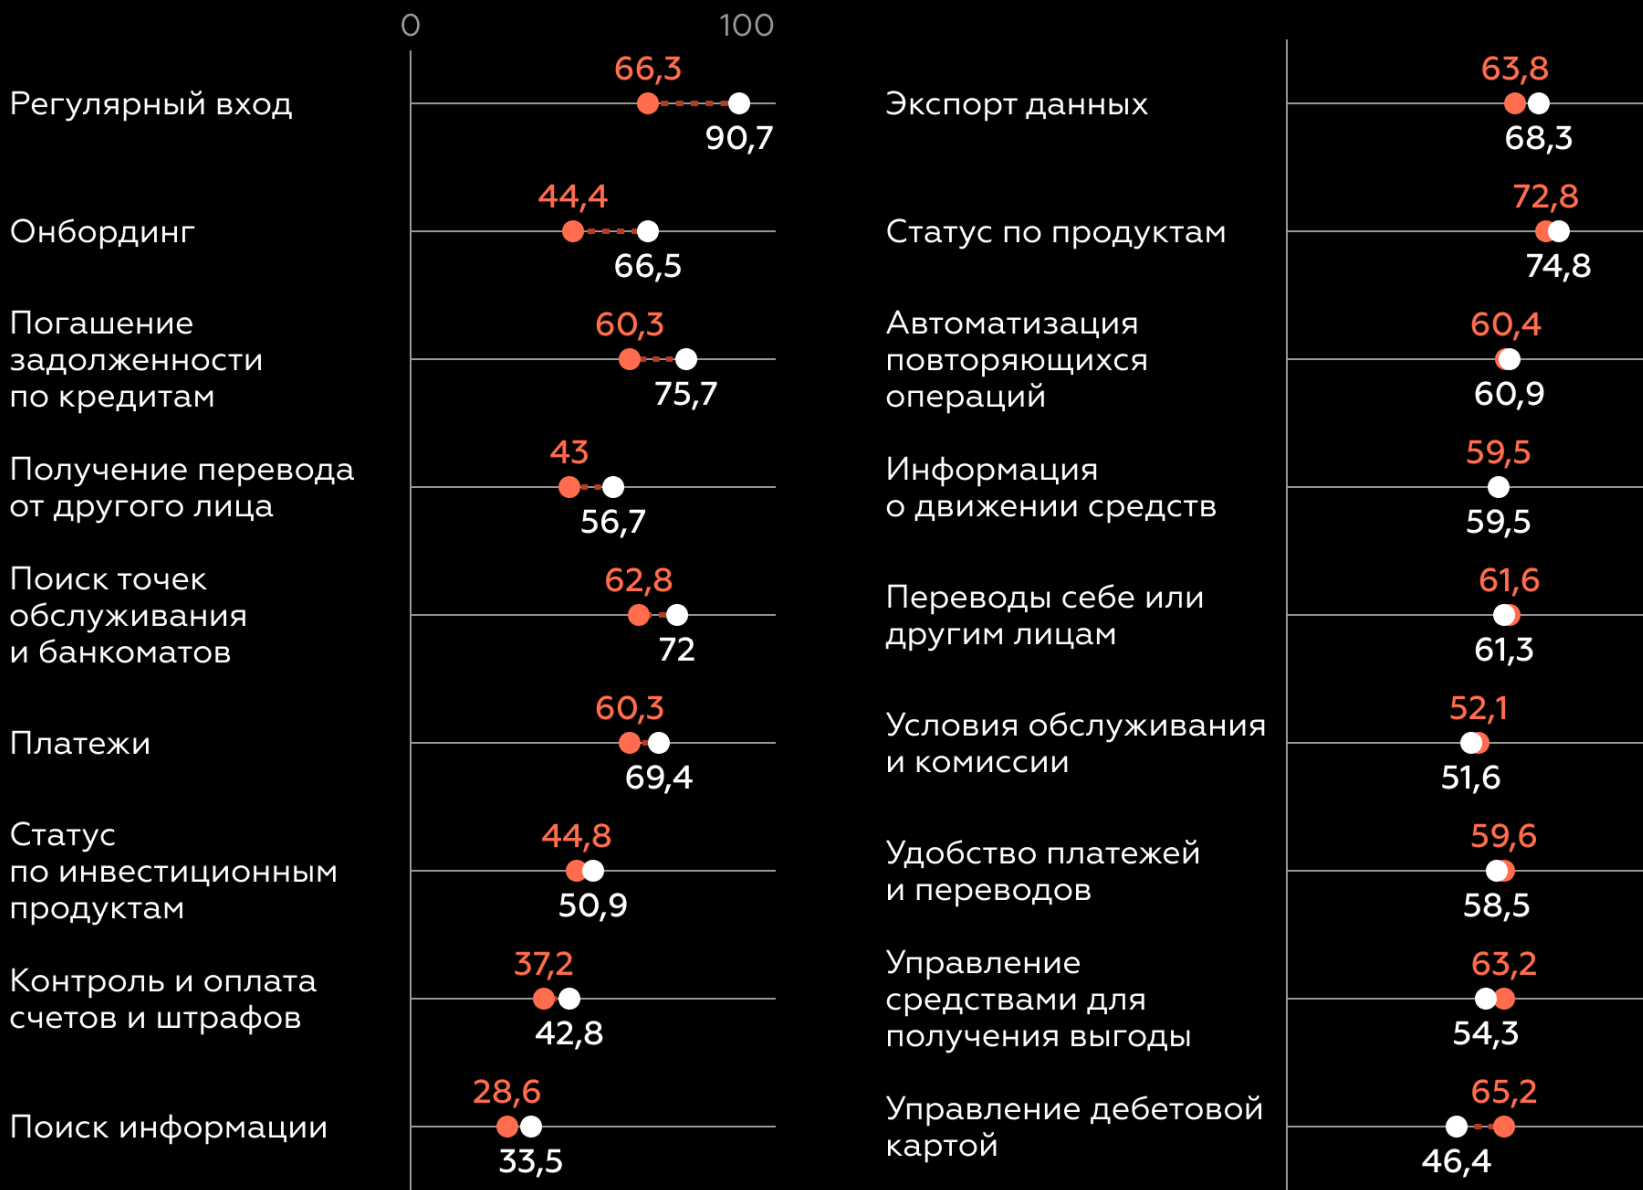 0 100
Регулярный вход
66,3
90,7
Онбординг
44,4
66,5
Погашение
задолженности
по кредитам
60,3
75,7
Получение перевода
от другого лица
43
56,7
Поиск точек
обслуживания
и банкоматов
62,8
72
Платежи
60,3
69,4
Статус
по инвестиционным
продуктам
44,8
50,9
Контроль и оплата
счетов и штрафов
37,2
42,8
Поиск информации
28,6
33,5
Экспорт данных
63,8
68,3
Статус по продуктам
72,8
74,8
Автоматизация
повторяющихся
операций
60,4
60,9
Информация
о движении средств
59,5
59,5
Переводы себе или
другим лицам
61,6
61,3
Условия обслуживания
и комиссии
52,1
51,6
Удобство платежей
и переводов
59,6
58,5
Управление
средствами для
получения выгоды
63,2
54,3
Управление дебетовой
картой
65,2
46,4